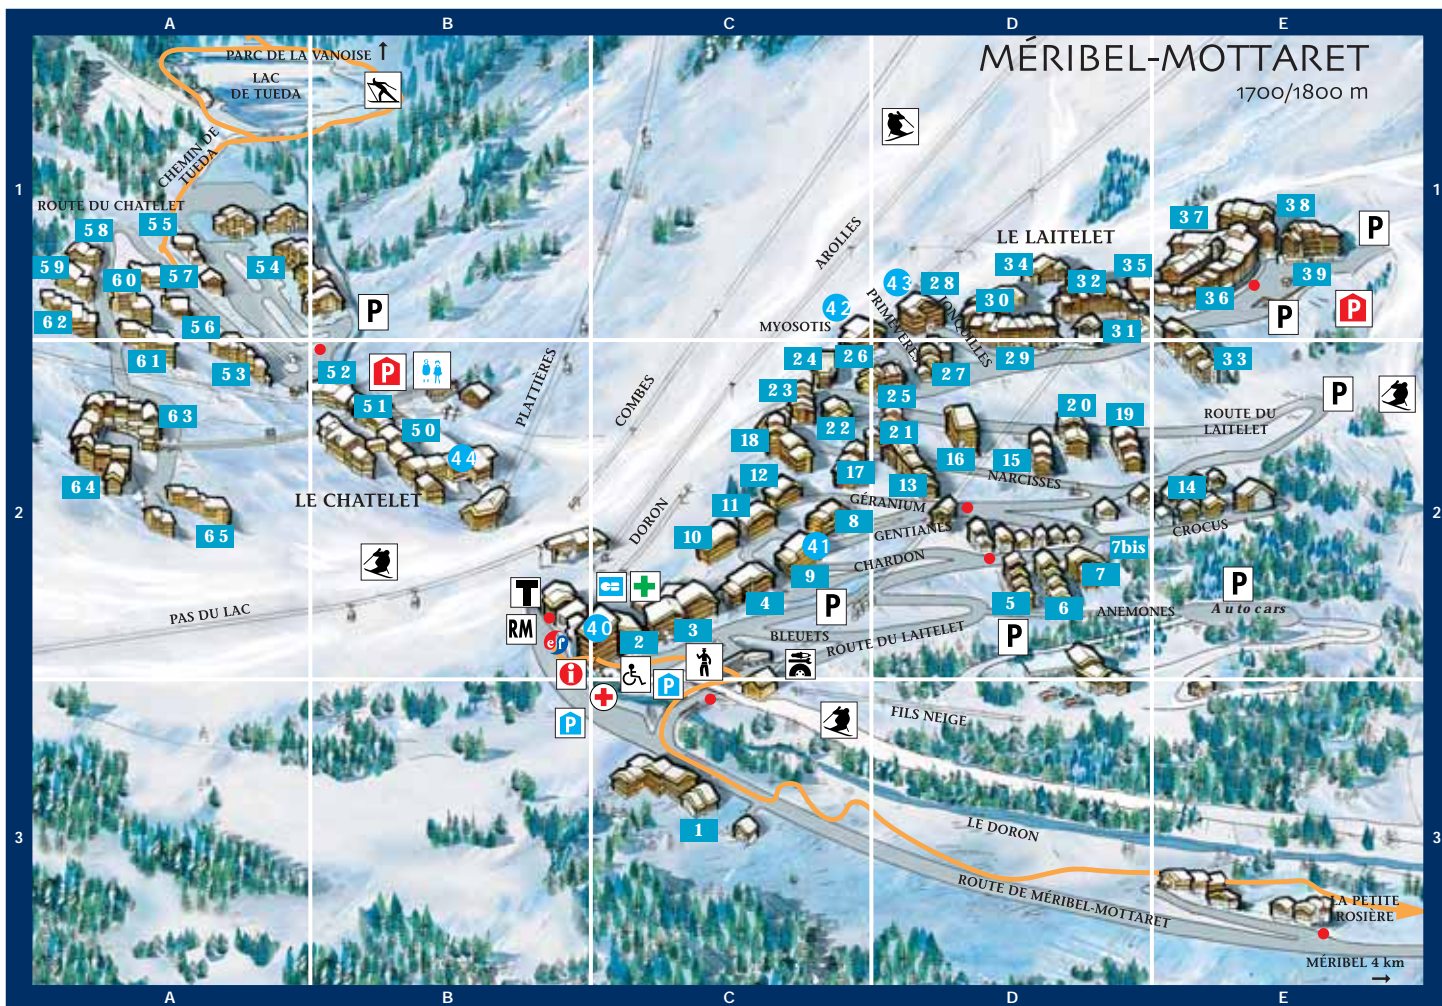 A B C D E
PARC DE LA VANOISE ↑
LAC
DE TUEDA
MÉRIBEL-MOTTARET
1700/1800 m
CHEMIN DE
TUEDA
1
1
ROUTE DU CHATELET
58
55
59
60
57
54
62
56
P
AROLLES
LE LAITELET
37
38
P
34
35
43
28
32
39
30
36
42
PRIMEVÈRES
JONQUILLES
MYOSOTIS
31
P
P
61
53
52
P
PLATTIÈRES
24
26
29
33
27
51
COMBES
23
25
P
63
50
22
20
19
ROUTE DU
LAITELET
18
21
44
16
15
64
12
17
13
NARCISSES
14
LE CHATELET
11
GÉRANIUM
2
2
65
DORON
10
8
GENTIANES
CROCUS
41
7bis
CHARDON
9
7
T
4
5
6
P
PAS DU LAC
P
ANEMONES
Autocars
RM
40
2
3
BLEUETS
ROUTE DU LAITELET
P
ep
i
P
P
FILS NEIGE
1
LE DORON
3
3
ROUTE DE MÉRIBEL-MOTTARET
LA PETITE
ROSIÈRE
MÉRIBEL 4 km
→
A B C D E